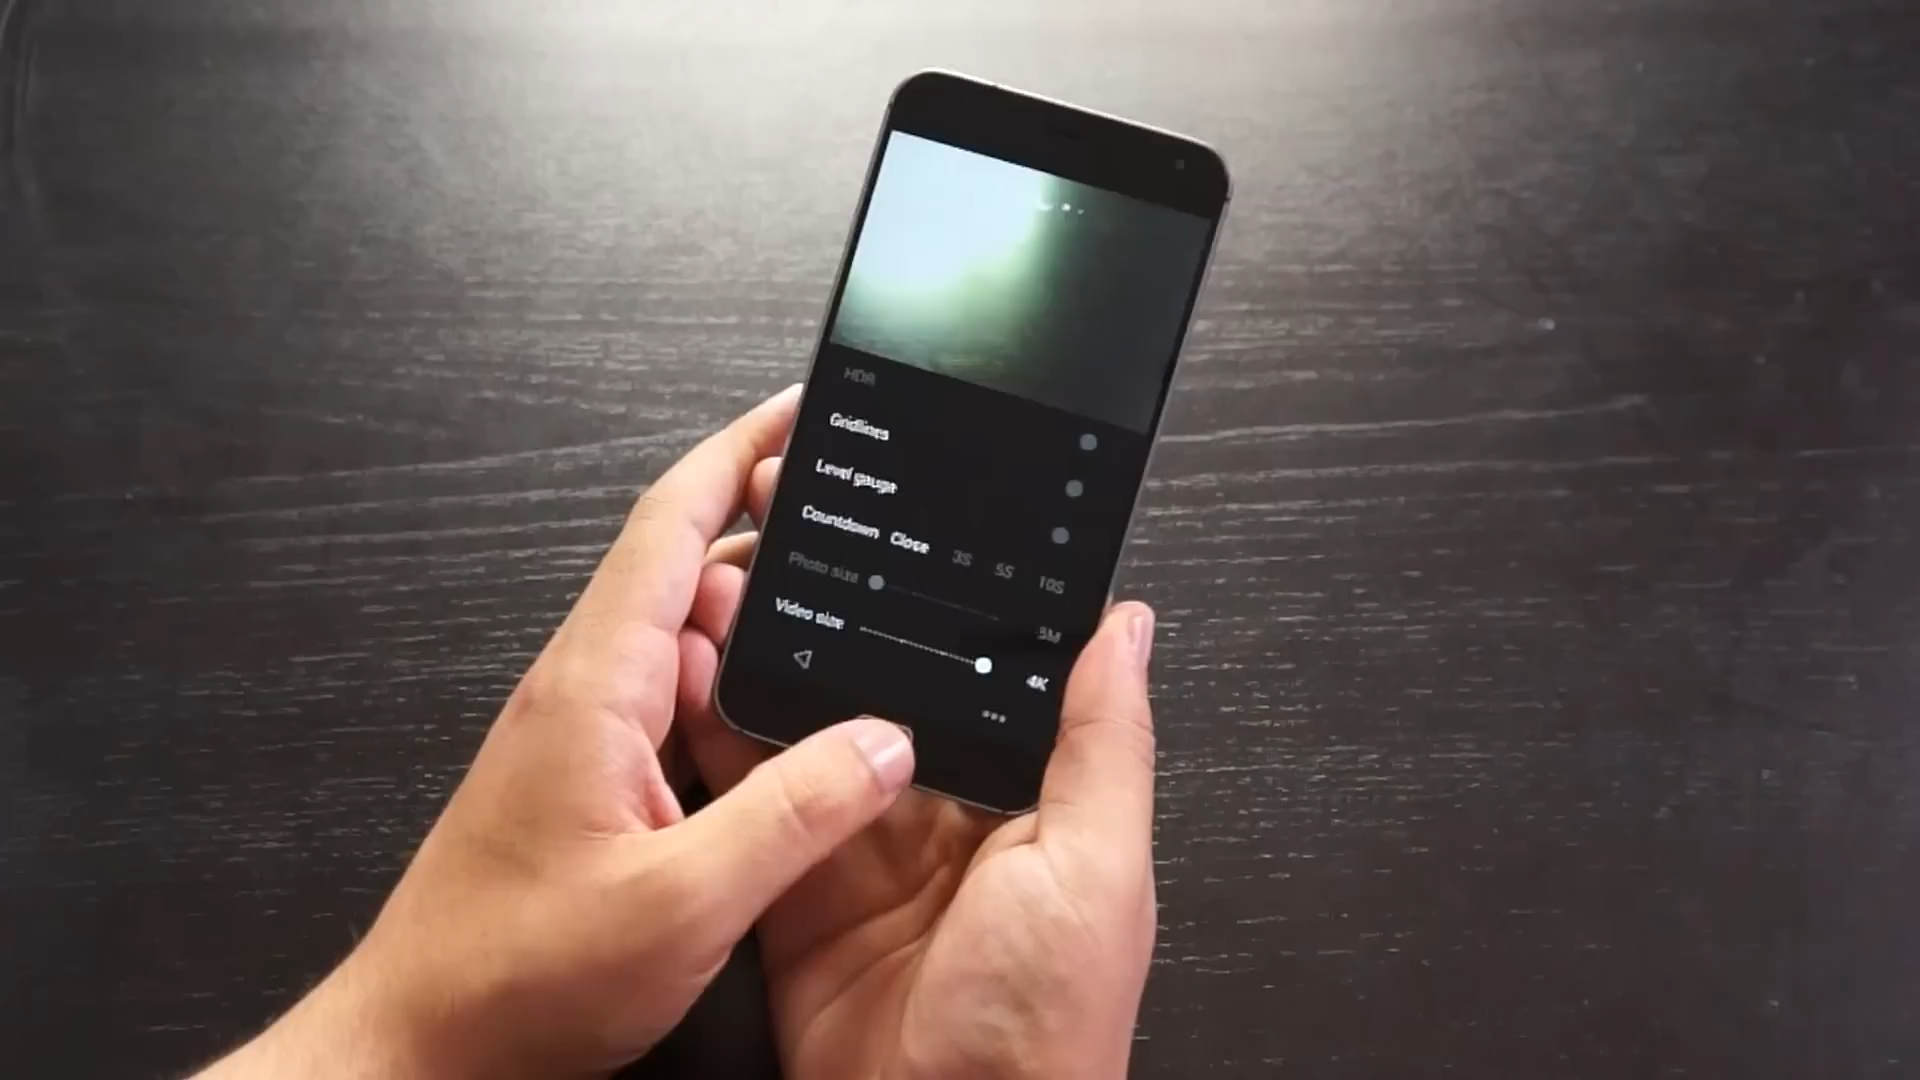 HDR
Gridlines
Level gauge
Countdown Close 3S 5S 10S
Photo size 5M
Video size 4K